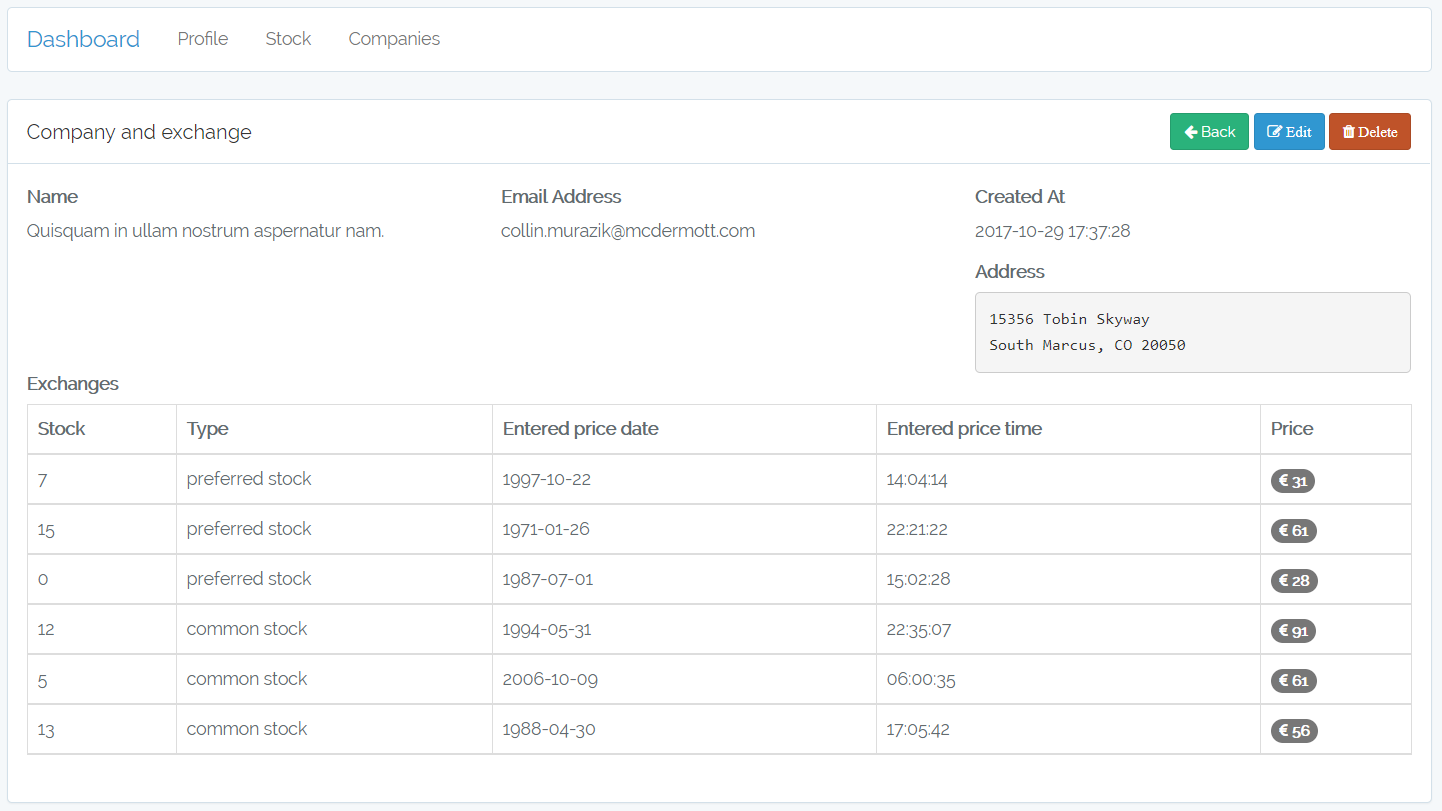 Dashboard Profile Stock Companies
Company and exchange
Back Edit Delete
Name Email Address Created At
Quisquam in ullam nostrum aspernatur nam. collin.murazik@mcdermott.com 2017-10-29 17:37:28
Address
15356 Tobin Skyway
South Marcus, CO 20050
Exchanges
Stock Type Entered price date Entered price time Price
7 preferred stock 1997-10-22 14:04:14 € 31
15 preferred stock 1971-01-26 22:21:22 € 61
0 preferred stock 1987-07-01 15:02:28 € 28
12 common stock 1994-05-31 22:35:07 € 91
5 common stock 2006-10-09 06:00:35 € 61
13 common stock 1988-04-30 17:05:42 € 56